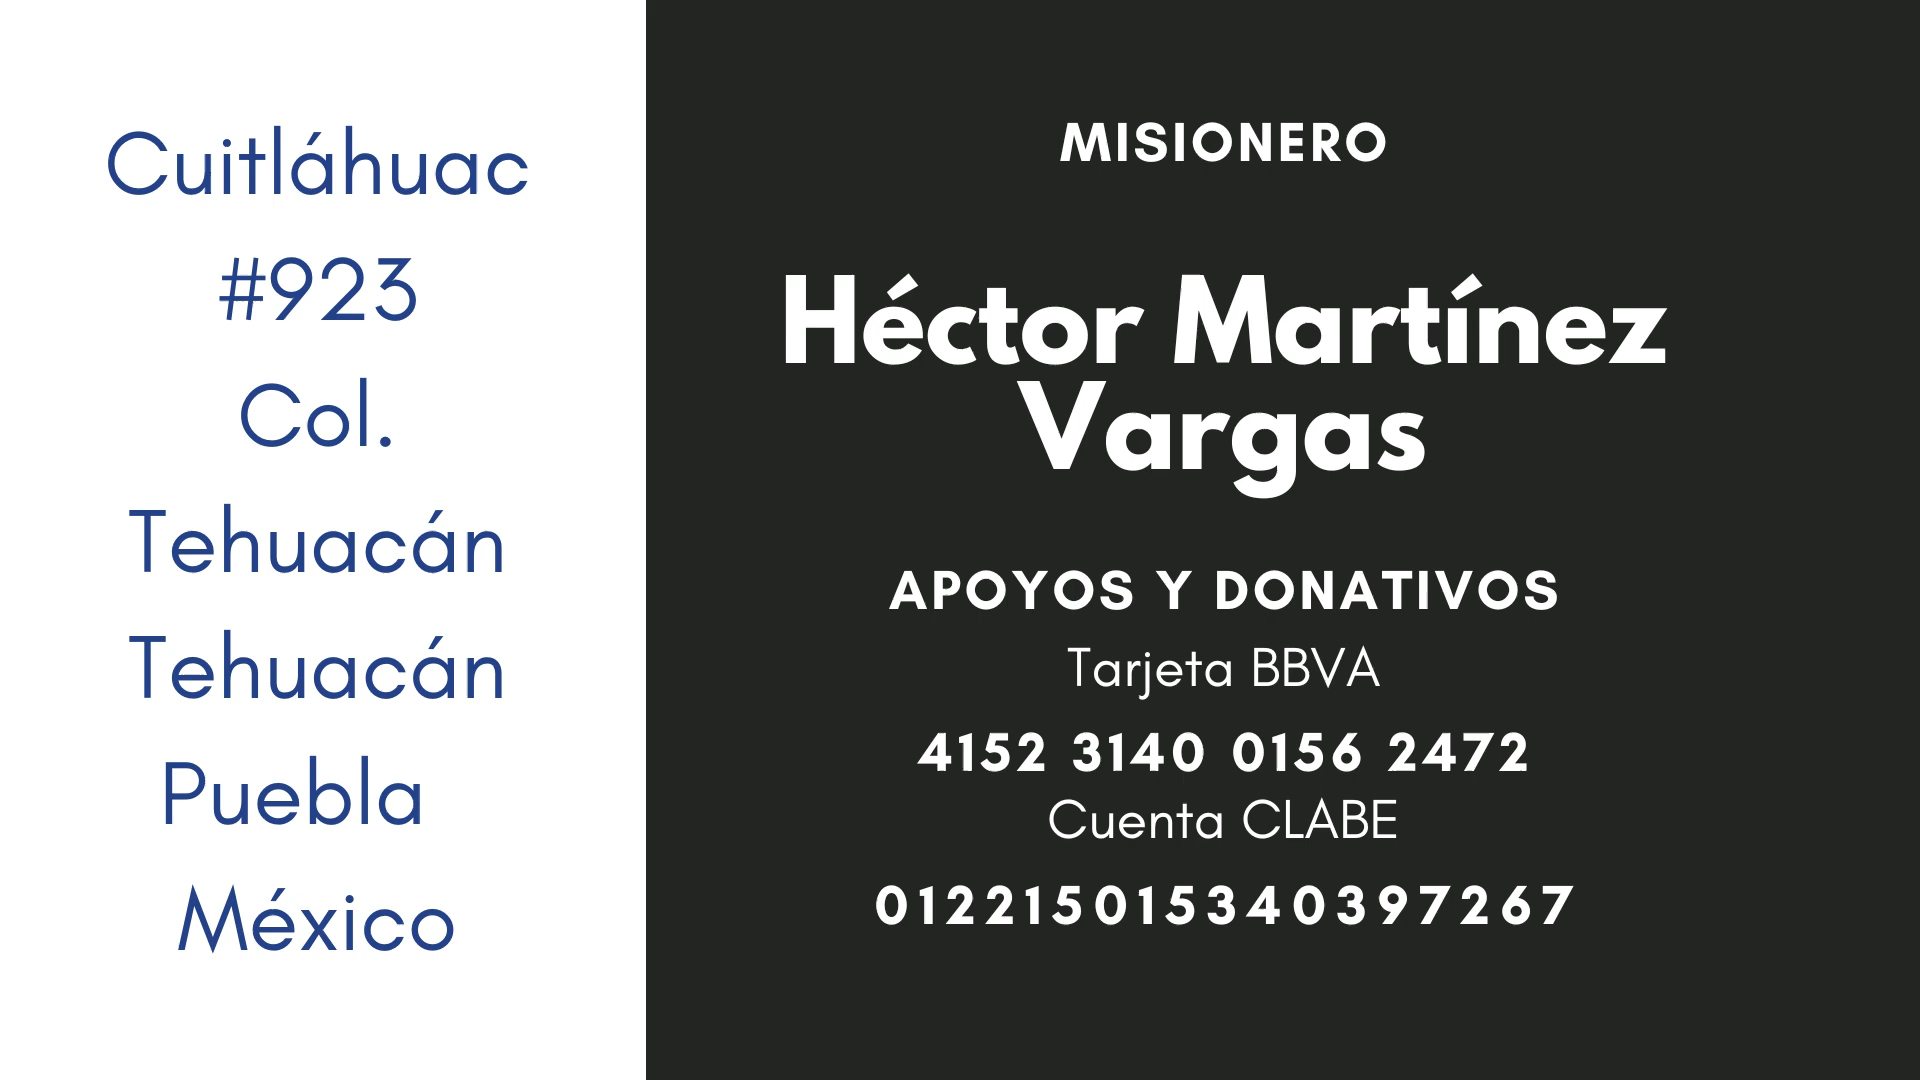 Cuitláhuac
#923
Col.
Tehuacán
Tehuacán
Puebla
México
MISIONERO
Héctor Martínez
Vargas
APOYOS Y DONATIVOS
Tarjeta BBVA
4152 3140 0156 2472
Cuenta CLABE
012215015340397267